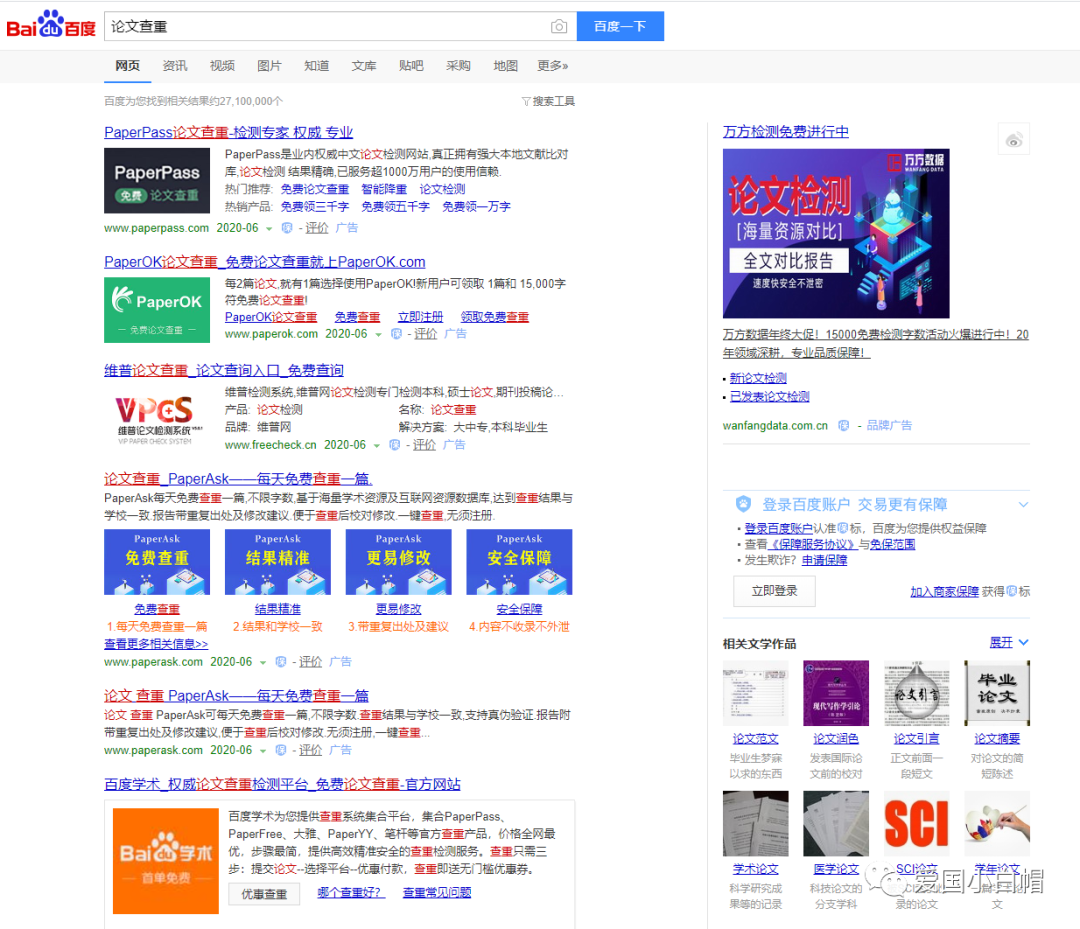 Bai du 百度
论文查重
百度一下
网页 资讯 视频 图片 知道 文库 贴吧 采购 地图 更多»
百度为您找到相关结果约27,100,000个
搜索工具
PaperPass论文查重-检测专家 权威 专业
PaperPass
免费 论文查重
PaperPass是业内权威中文论文检测网站,真正拥有强大本地文献比对
库,论文检测 结果精确,已服务超1000万用户的使用信赖.
热门推荐: 免费论文查重 智能降重 论文检测
热销产品: 免费领三千字 免费领五千字 免费领一万字
www.paperpass.com 2020-06 - 评价 广告
PaperOK论文查重_免费论文查重就上PaperOK.com
PaperOK
— 免费论文查重 —
每2篇论文,就有1篇选择使用PaperOK!新用户可领取 1篇和 15,000字
符免费论文查重!
PaperOK论文查重 免费查重 立即注册 领取免费查重
www.paperok.com 2020-06 - 评价 广告
维普论文查重_论文查询入口_免费查询
VPCS
维普论文检测系统
VIP PAPER CHECK SYSTEM
维普检测系统,维普网论文检测专门检测本科,硕士论文,期刊投稿论...
产品: 论文检测 名称: 论文查重
品牌: 维普网 解决方案: 大中专,本科毕业生
www.freecheck.cn 2020-06 - 评价 广告
论文查重_PaperAsk——每天免费查重一篇.
PaperAsk每天免费查重一篇,不限字数,基于海量学术资源及互联网资源数据库,达到查重结果与
学校一致.报告带重复出处及修改建议.便于查重后校对修改.一键查重,无须注册.
PaperAsk PaperAsk PaperAsk PaperAsk
免费查重 结果精准 更易修改 安全保障
免费查重 结果精准 更易修改 安全保障
1.每天免费查重一篇 2.结果和学校一致 3.带重复出处及建议 4.内容不收录不外泄
查看更多相关信息>>
www.paperask.com 2020-06 - 评价 广告
论文 查重 PaperAsk——每天免费查重一篇
论文 查重 PaperAsk可每天免费查重一篇,不限字数.查重结果与学校一致,支持真伪验证.报告附
带重复出处以及修改建议,便于查重后校对修改.无须注册,一键查重...
www.paperask.com 2020-06 - 评价 广告
百度学术_权威论文查重检测平台_免费论文查重-官方网站
Bai du 学术
— 首单免费 —
百度学术为您提供查重系统集合平台，集合PaperPass、
PaperFree、大雅、PaperYY、笔杆等官方查重产品，价格全网最
优，步骤最简，提供高效精准安全的查重检测服务。查重只需三
步：提交论文--选择平台--优惠付款，查重即送无门槛优惠券。
优惠查重 哪个查重好? 查重常见问题
万方检测免费进行中
万方数据
WANFANG DATA
论文检测
[海量资源对比]
全文对比报告
速度快安全不泄密
万方数据年终大促！15000免费检测字数活动火爆进行中！20
年领域深耕，专业品质保障！
新论文检测
已发表论文检测
wanfangdata.com.cn - 品牌广告
登录百度账户 交易更有保障
登录百度账户认准标，百度为您提供权益保障
查看《保障服务协议》与免保范围
发生欺诈？申请保障
立即登录
加入商家保障 获得标
相关文学作品 展开
现代写作学引论 论文引言 毕业论文
论文范文 论文润色 论文引言 论文摘要
毕业生梦寐 发表国际论 正文前面一 对论文的简
以求的东西 文前的校对 段短文 短陈述
SCI
学术论文 医学论文 SCI论文 学年论文
科学研究成 科技论文的
果等的记录 分支学科 录的论文 文
爱国小白帽